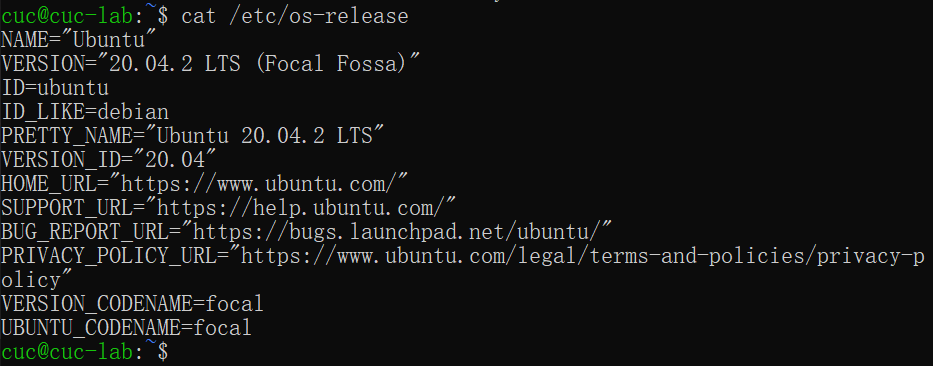 cuc@cuc-lab:~$ cat /etc/os-release
NAME="Ubuntu"
VERSION="20.04.2 LTS (Focal Fossa)"
ID=ubuntu
ID_LIKE=debian
PRETTY_NAME="Ubuntu 20.04.2 LTS"
VERSION_ID="20.04"
HOME_URL="https://www.ubuntu.com/"
SUPPORT_URL="https://help.ubuntu.com/"
BUG_REPORT_URL="https://bugs.launchpad.net/ubuntu/"
PRIVACY_POLICY_URL="https://www.ubuntu.com/legal/terms-and-policies/privacy-p
olicy"
VERSION_CODENAME=focal
UBUNTU_CODENAME=focal
cuc@cuc-lab:~$